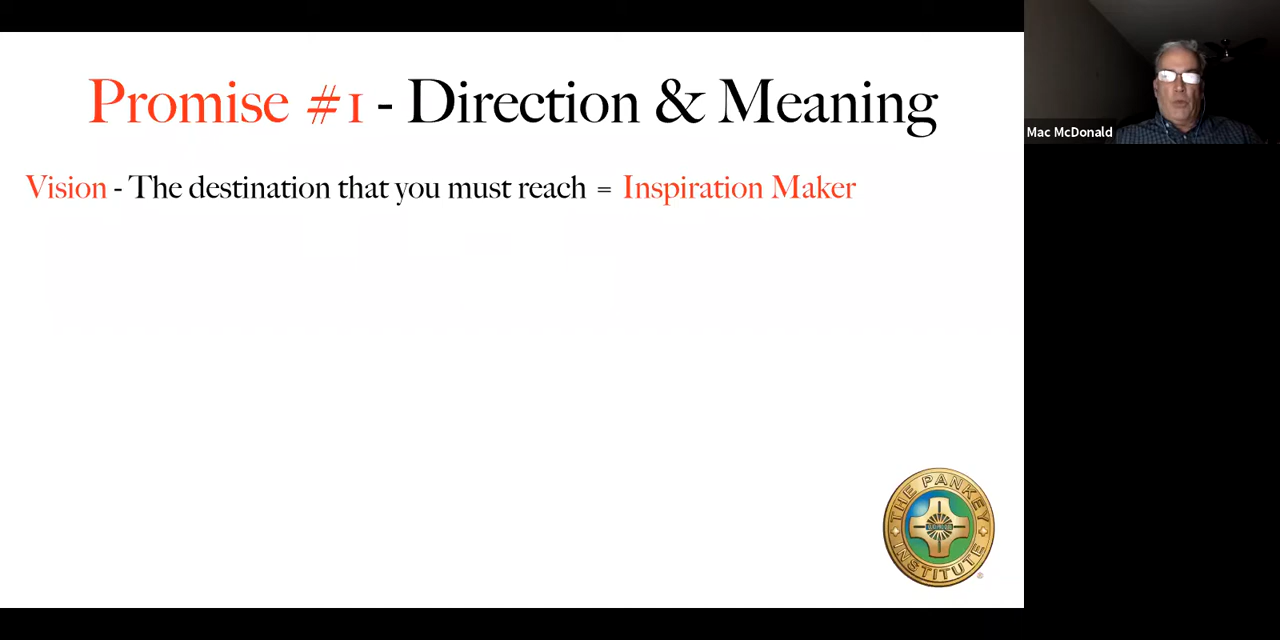 Promise #1 - Direction & Meaning
Vision - The destination that you must reach = Inspiration Maker
Mac McDonald
THE PANKEY
INSTITUTE
®